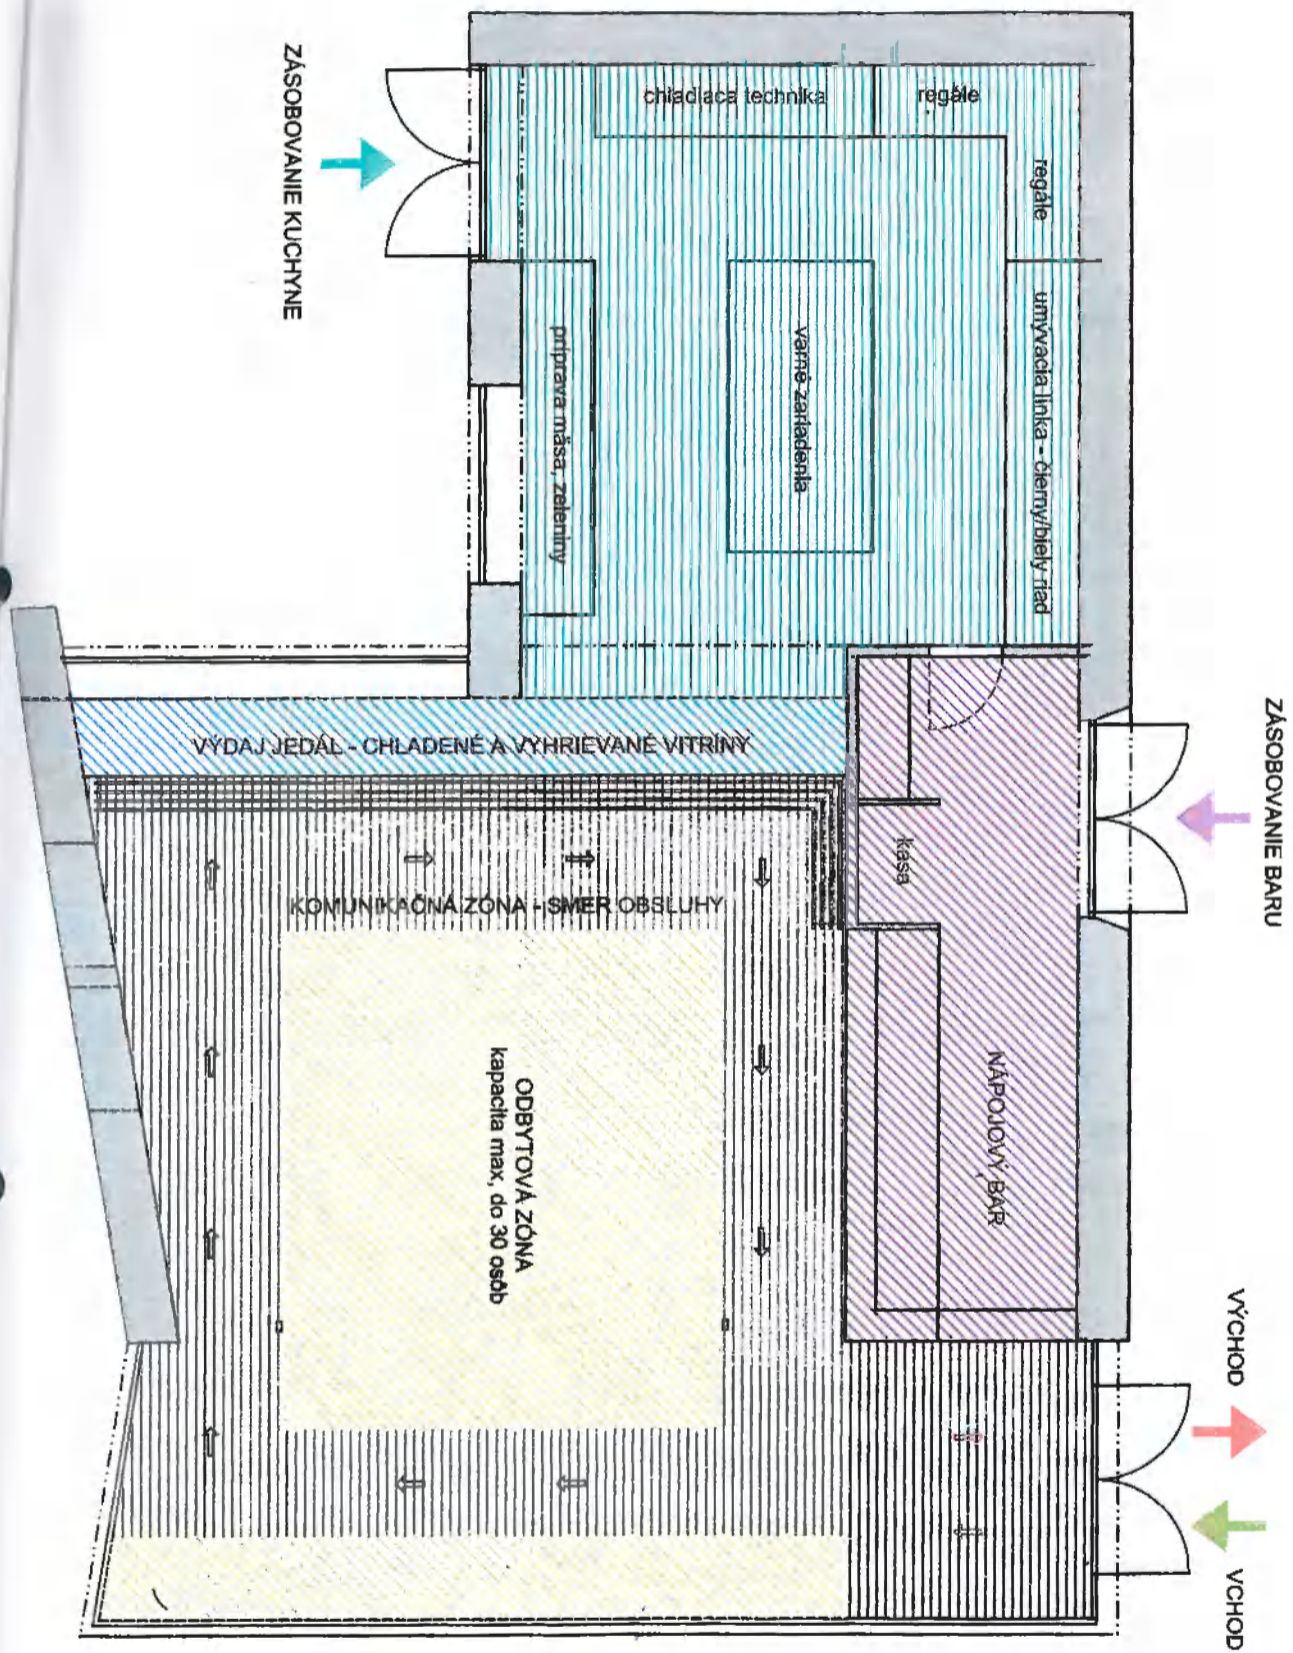 ZÁSOBOVANIE KUCHYNE
chladiaca technika
regále
regále
umývacia linka - čierny/biely riad
varné zariadenia
príprava mäsa, zeleniny
ZÁSOBOVANIE BARU
VÝDAJ JEDÁL - CHLADENÉ A VYHRIEVANÉ VITRÍNY
kasa
KOMUNIKAČNÁ ZÓNA - SMER OBSLUHY
NÁPOJOVÝ BAR
ODBYTOVÁ ZÓNA
kapacita max, do 30 osôb
VÝCHOD
VCHOD